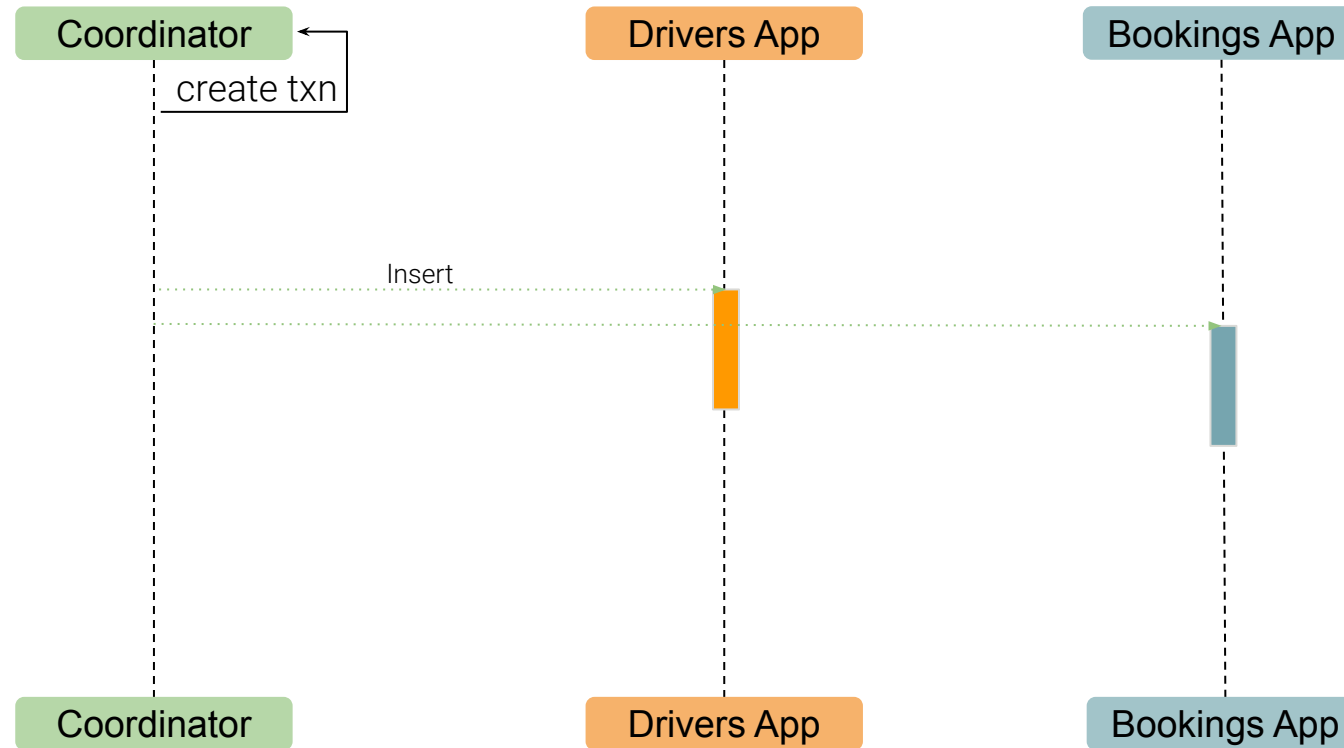 Coordinator
Drivers App
Bookings App
create txn
Insert
Coordinator
Drivers App
Bookings App